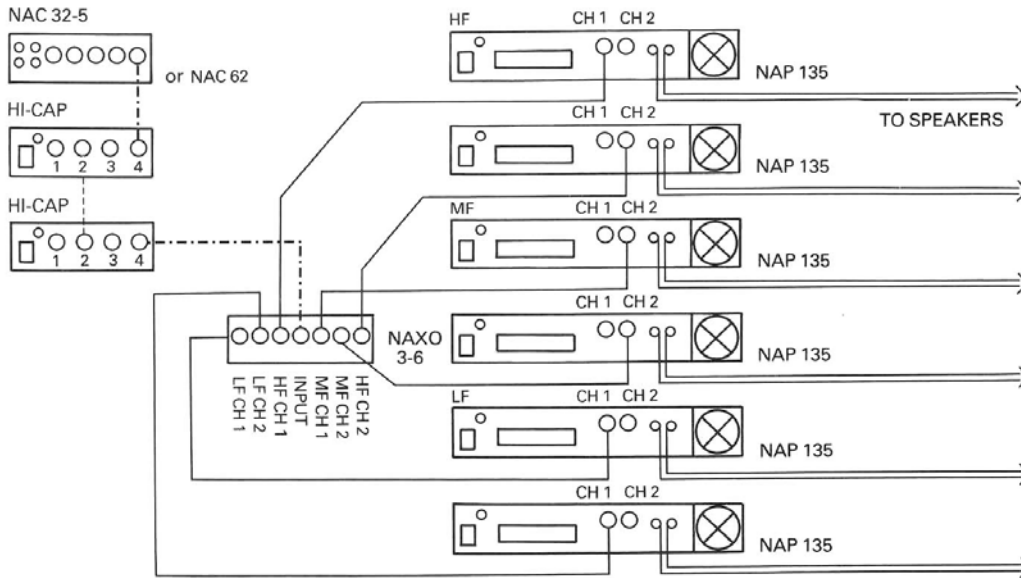 NAC 32-5
or NAC 62
HI-CAP
1 2 3 4
HI-CAP
1 2 3 4
NAXO
3-6
LF CH 1
LF CH 2
HF CH 1
INPUT
MF CH 1
MF CH 2
HF CH 2
HF
CH 1 CH 2
NAP 135
TO SPEAKERS
CH 1 CH 2
NAP 135
MF
CH 1 CH 2
NAP 135
CH 1 CH 2
NAP 135
LF
CH 1 CH 2
NAP 135
CH 1 CH 2
NAP 135